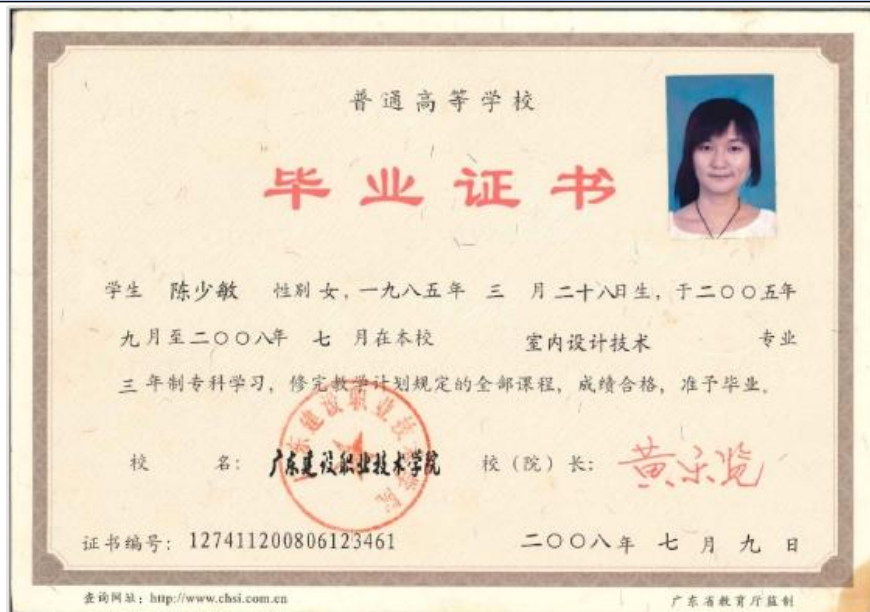 普通高等学校
毕业证书
学生 陈少敏 性别 女，一九八五年 三 月 二十八日生，于二〇〇五年
九月至二〇〇八年 七 月在本校 室内设计技术 专业
三 年制专科学习，修完教学计划规定的全部课程，成绩合格，准予毕业。
校 名： 广东建设职业技术学院 校（院）长：
证书编号：127411200806123461 二〇〇八年 七 月 九 日
查询网址：http://www.chsi.com.cn 广东省教育厅监制